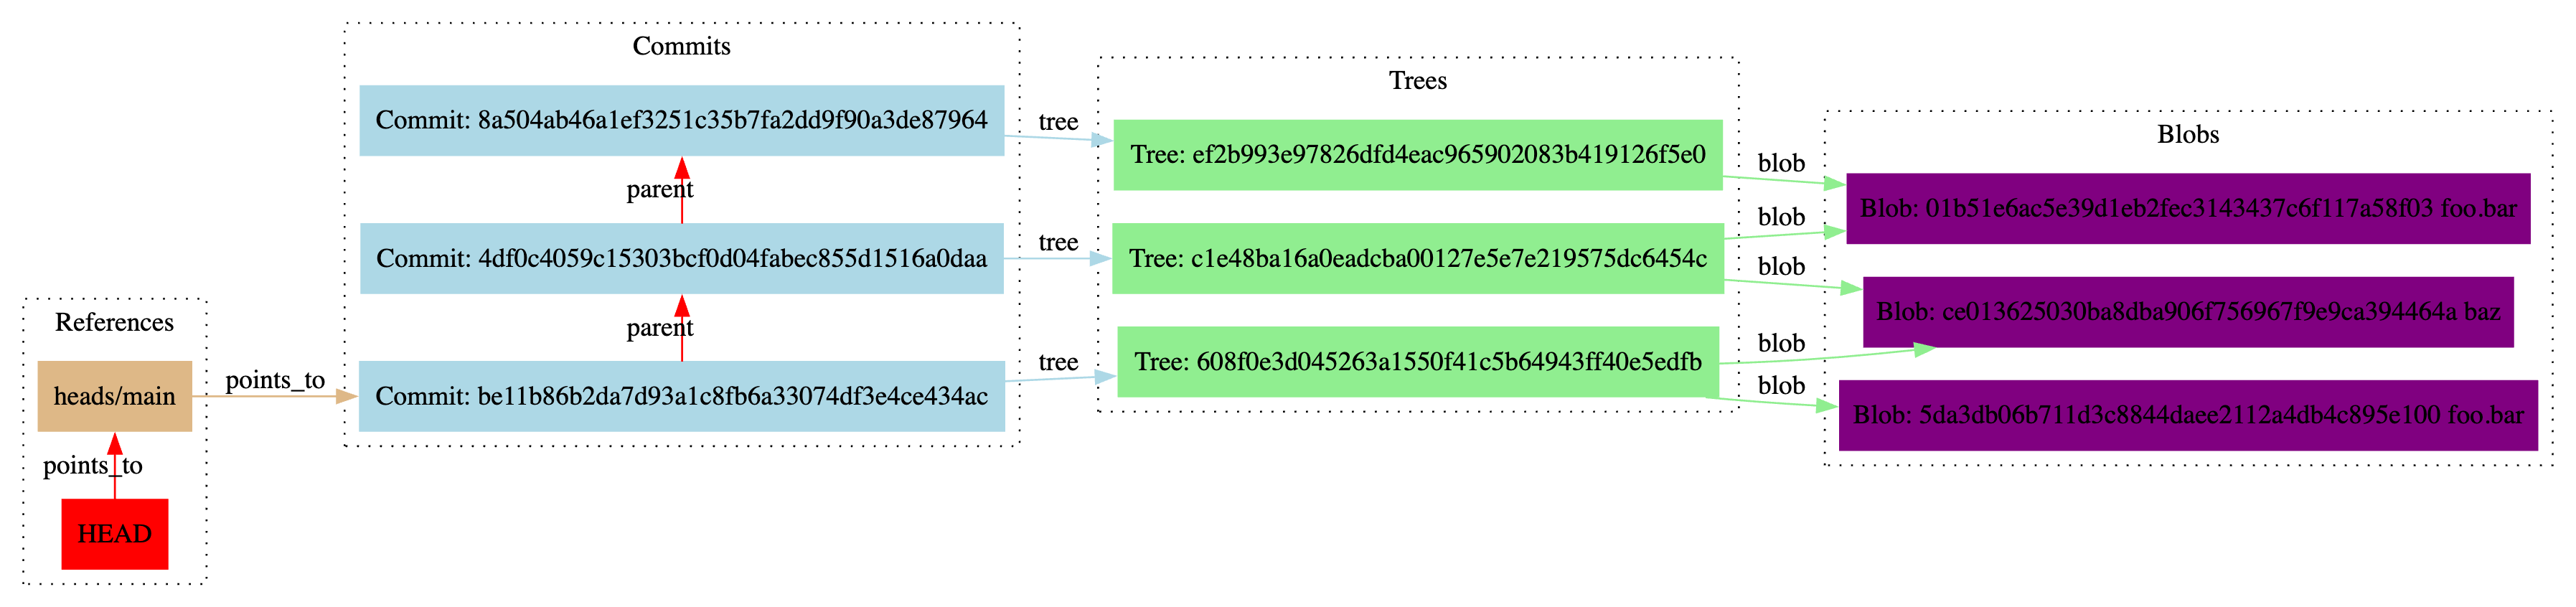 References
heads/main
points_to
HEAD
points_to
Commits
Commit: 8a504ab46a1ef3251c35b7fa2dd9f90a3de87964
parent
Commit: 4df0c4059c15303bcf0d04fabec855d1516a0daa
parent
Commit: be11b86b2da7d93a1c8fb6a33074df3e4ce434ac
tree
tree
tree
Trees
Tree: ef2b993e97826dfd4eac965902083b419126f5e0
Tree: c1e48ba16a0eadcba00127e5e7e219575dc6454c
Tree: 608f0e3d045263a1550f41c5b64943ff40e5edfb
blob
blob
blob
blob
blob
Blobs
Blob: 01b51e6ac5e39d1eb2fec3143437c6f117a58f03 foo.bar
Blob: ce013625030ba8dba906f756967f9e9ca394464a baz
Blob: 5da3db06b711d3c8844daee2112a4db4c895e100 foo.bar